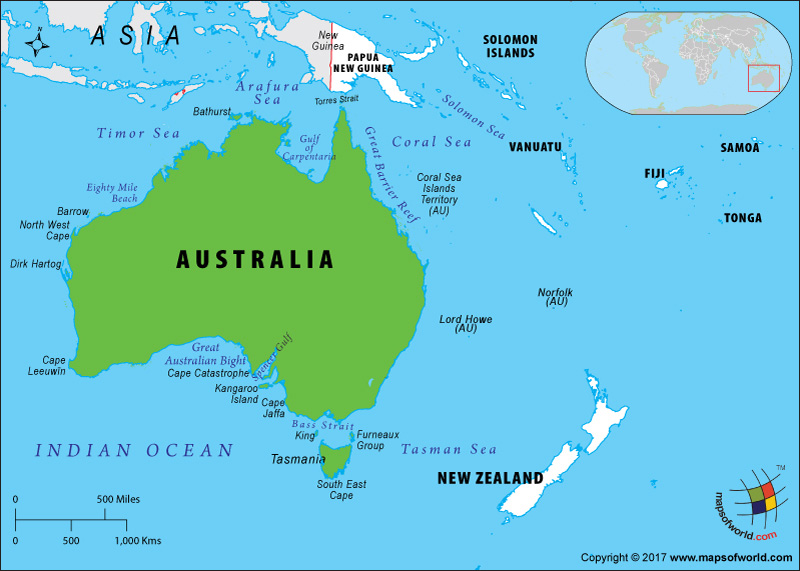 N
ASIA
New
Guinea
PAPUA
NEW GUINEA
SOLOMON
ISLANDS
Arafura
Sea
Torres Strait
Solomon Sea
Bathurst
Timor Sea
Gulf
of
Carpentaria
Great Barrier Reef
Coral Sea
VANUATU
SAMOA
FIJI
TONGA
Coral Sea
Islands
Territory
(AU)
Eighty Mile
Beach
Barrow
North West
Cape
Dirk Hartog
AUSTRALIA
Norfolk
(AU)
Lord Howe
(AU)
Cape
Leeuwin
Great
Australian Bight
Spencer Gulf
Cape Catastrophe
Kangaroo
Island
Cape
Jaffa
Bass Strait
King
Furneaux
Group
INDIAN OCEAN
Tasman Sea
Tasmania
South East
Cape
NEW ZEALAND
0 500 Miles
0 500 1,000 Kms
TM
mapsofworld.com
Copyright © 2017 www.mapsofworld.com